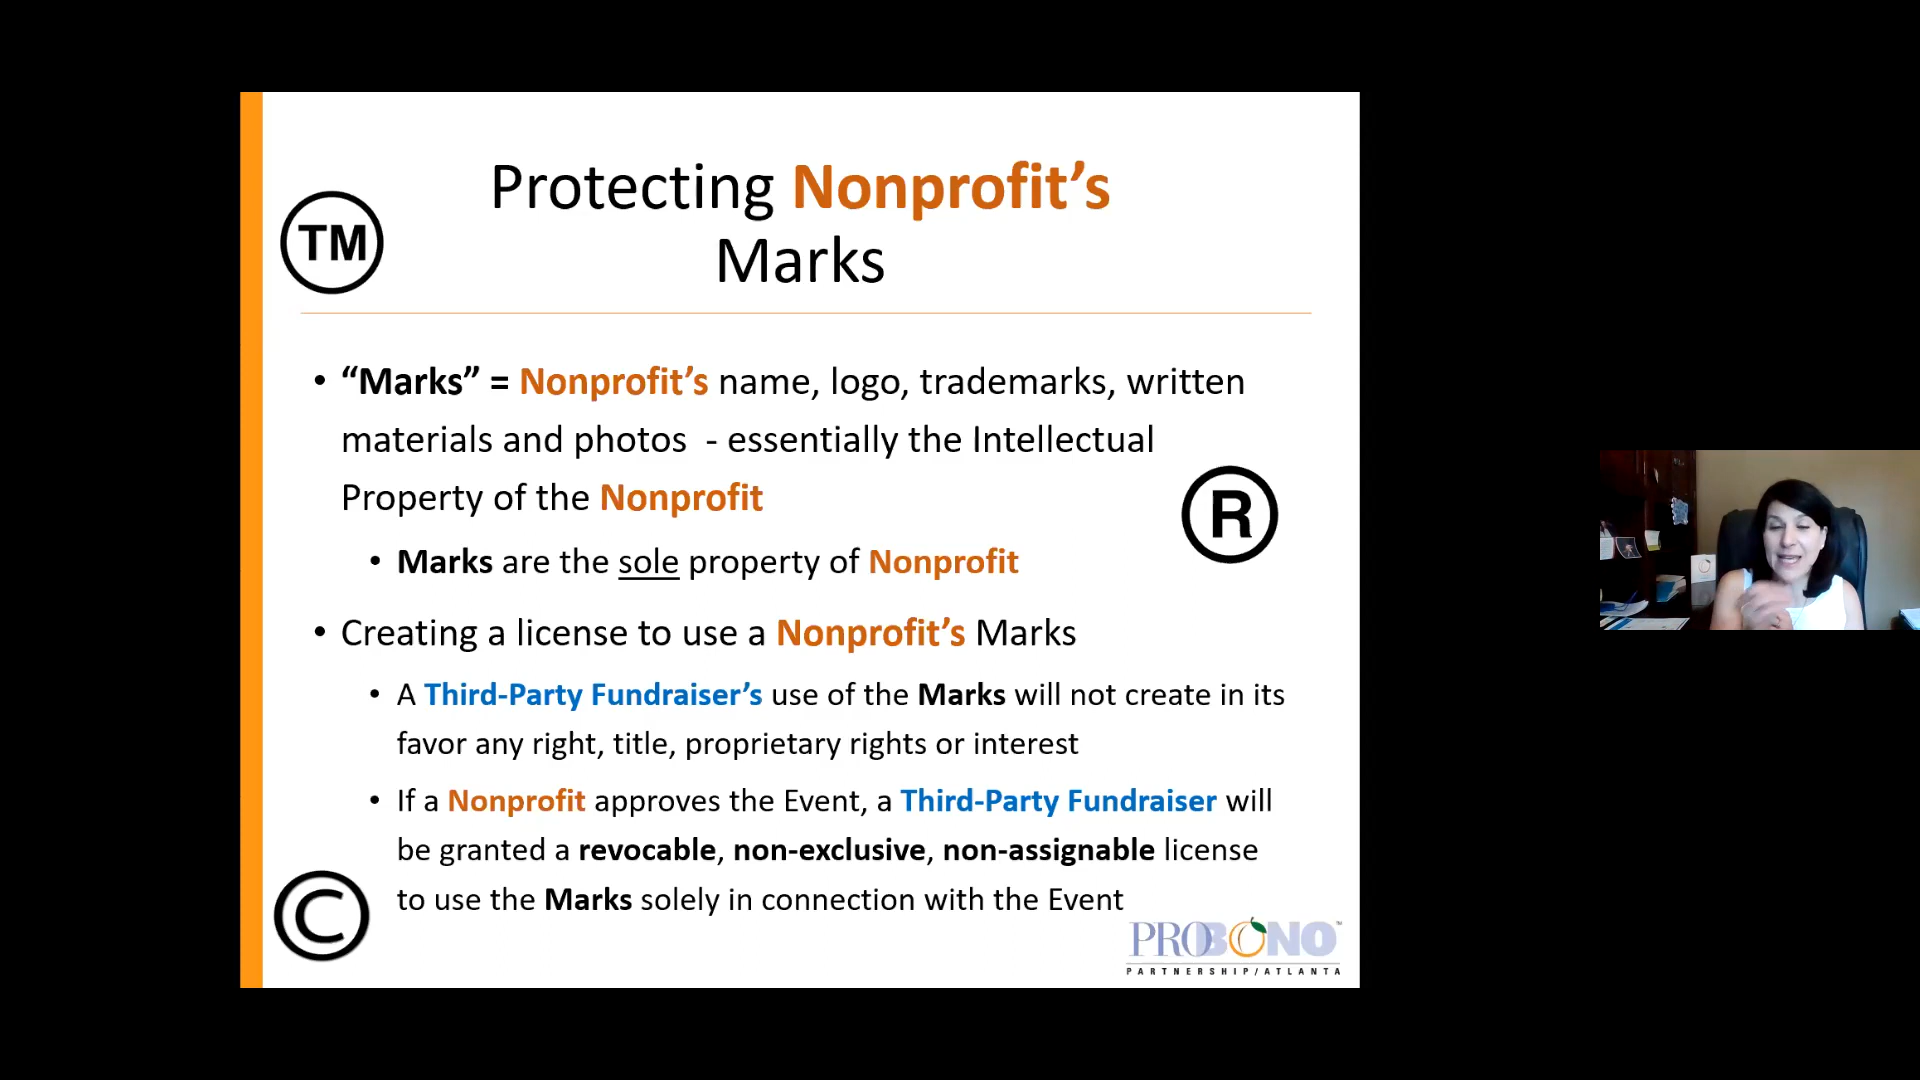 Protecting Nonprofit’s
Marks
TM
• “Marks” = Nonprofit’s name, logo, trademarks, written
materials and photos - essentially the Intellectual
Property of the Nonprofit
R
• Marks are the sole property of Nonprofit
• Creating a license to use a Nonprofit’s Marks
• A Third-Party Fundraiser’s use of the Marks will not create in its
favor any right, title, proprietary rights or interest
• If a Nonprofit approves the Event, a Third-Party Fundraiser will
be granted a revocable, non-exclusive, non-assignable license
to use the Marks solely in connection with the Event
C
PROBONO™
PARTNERSHIP/ATLANTA